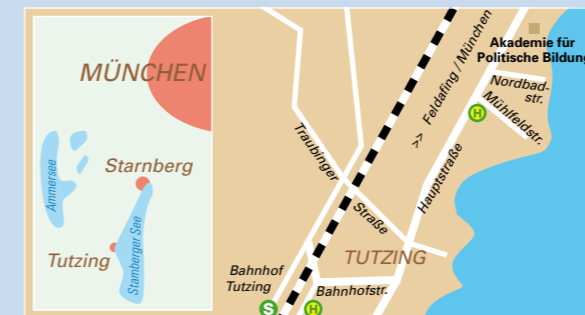 MÜNCHEN
Starnberg
Ammersee
Starnberger See
Tutzing
Akademie für
Politische Bildung
Nordbad-
str.
Mühlfeldstr.
>> Feldafing / München
H
Hauptstraße
Traubinger
Straße
TUTZING
Bahnhof
Tutzing
Bahnhofstr.
S
H